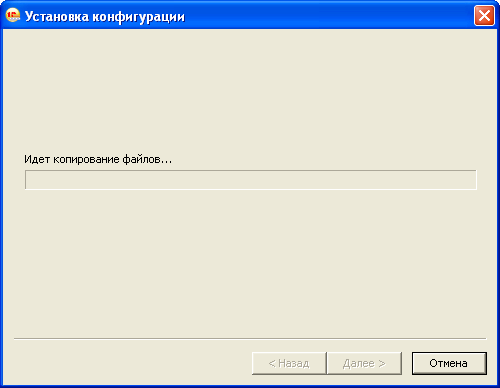 Установка конфигурации
Идет копирование файлов...
< Назад
Далее >
Отмена